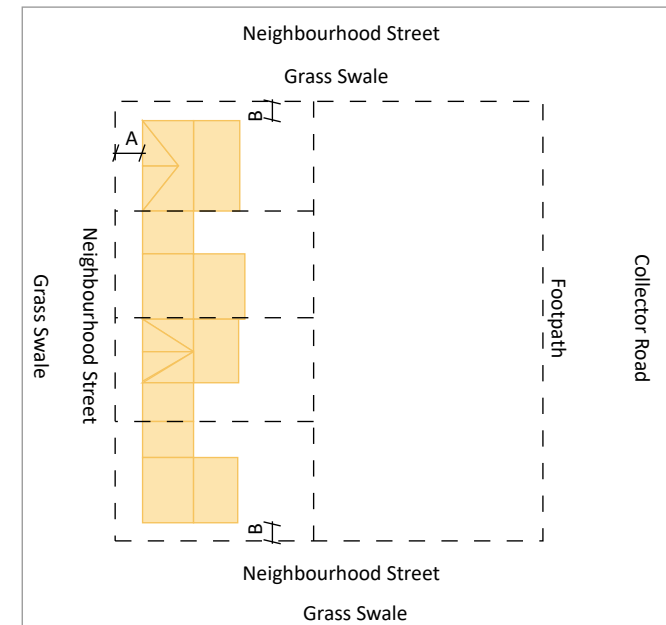 Neighbourhood Street
Grass Swale
B
A
Neighbourhood Street
Grass Swale
Footpath
Collector Road
B
Neighbourhood Street
Grass Swale